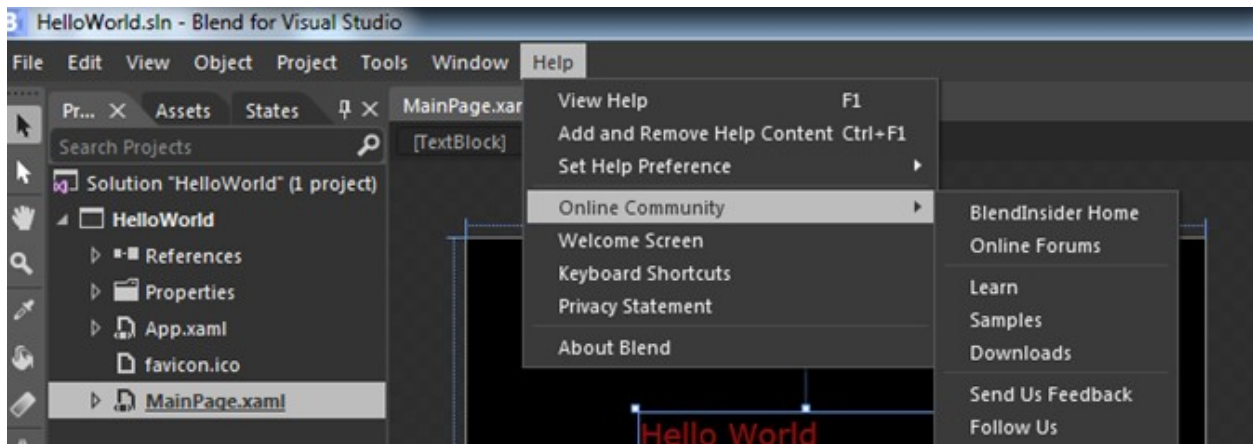 HelloWorld.sln - Blend for Visual Studio
File Edit View Object Project Tools Window Help
Pr... Assets States
MainPage.xar
Search Projects
[TextBlock]
Solution "HelloWorld" (1 project)
HelloWorld
References
Properties
App.xaml
favicon.ico
MainPage.xaml
View Help F1
Add and Remove Help Content Ctrl+F1
Set Help Preference
Online Community
Welcome Screen
Keyboard Shortcuts
Privacy Statement
About Blend
BlendInsider Home
Online Forums
Learn
Samples
Downloads
Send Us Feedback
Follow Us
Hello World